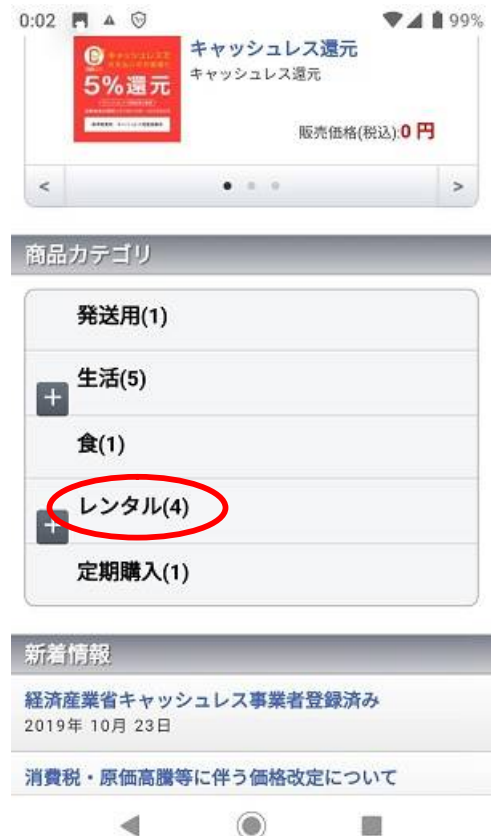 0:02
99%
5%還元
キャッシュレス還元
キャッシュレス還元
販売価格(税込):0 円
<
>
商品カテゴリ
発送用(1)
生活(5)
+
食(1)
レンタル(4)
+
定期購入(1)
新着情報
経済産業省キャッシュレス事業者登録済み
2019年 10月 23日
消費税・原価高騰等に伴う価格改定について